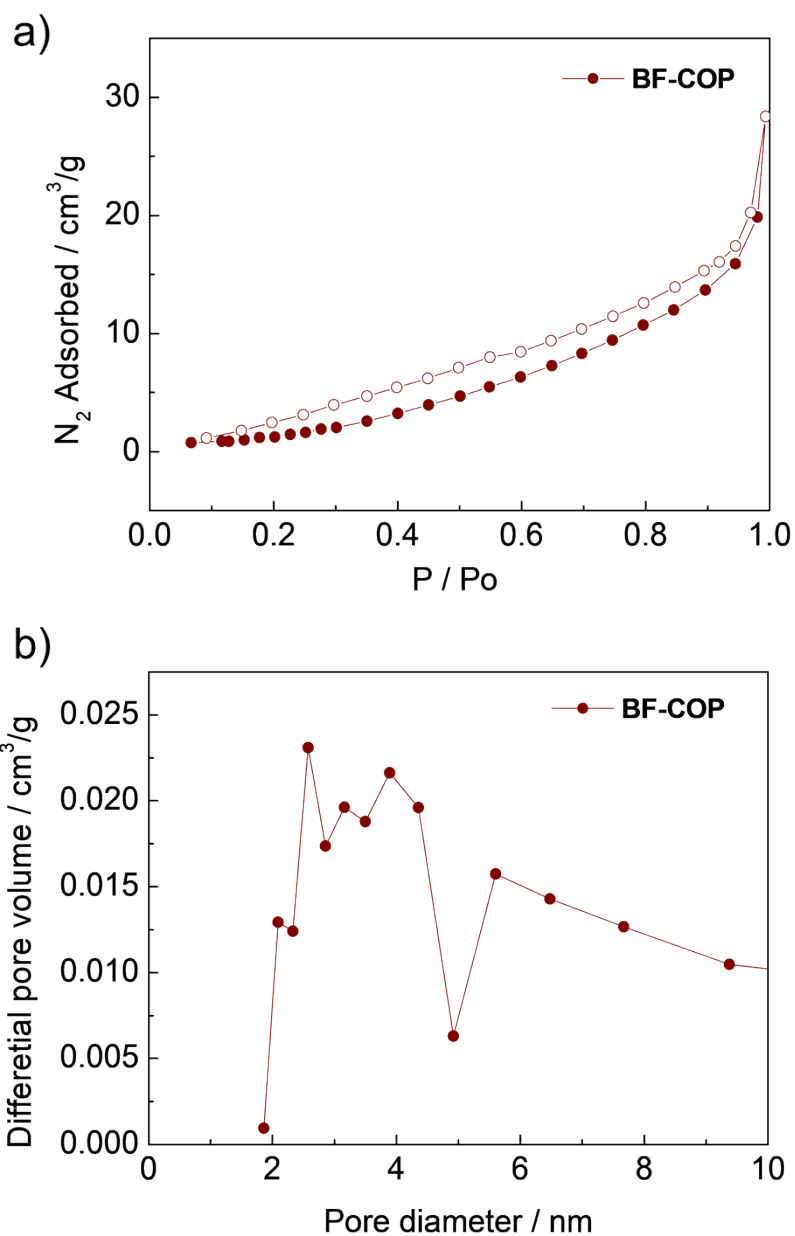 a)
BF-COP
N₂ Adsorbed / cm³/g
30
20
10
0
0.0 0.2 0.4 0.6 0.8 1.0
P / Po
b)
BF-COP
Differetial pore volume / cm³/g
0.025
0.020
0.015
0.010
0.005
0.000
0 2 4 6 8 10
Pore diameter / nm